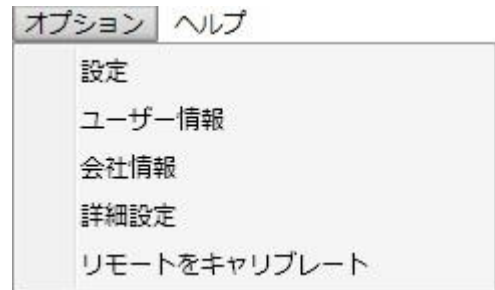 オプション ヘルプ
設定
ユーザー情報
会社情報
詳細設定
リモートをキャリブレート